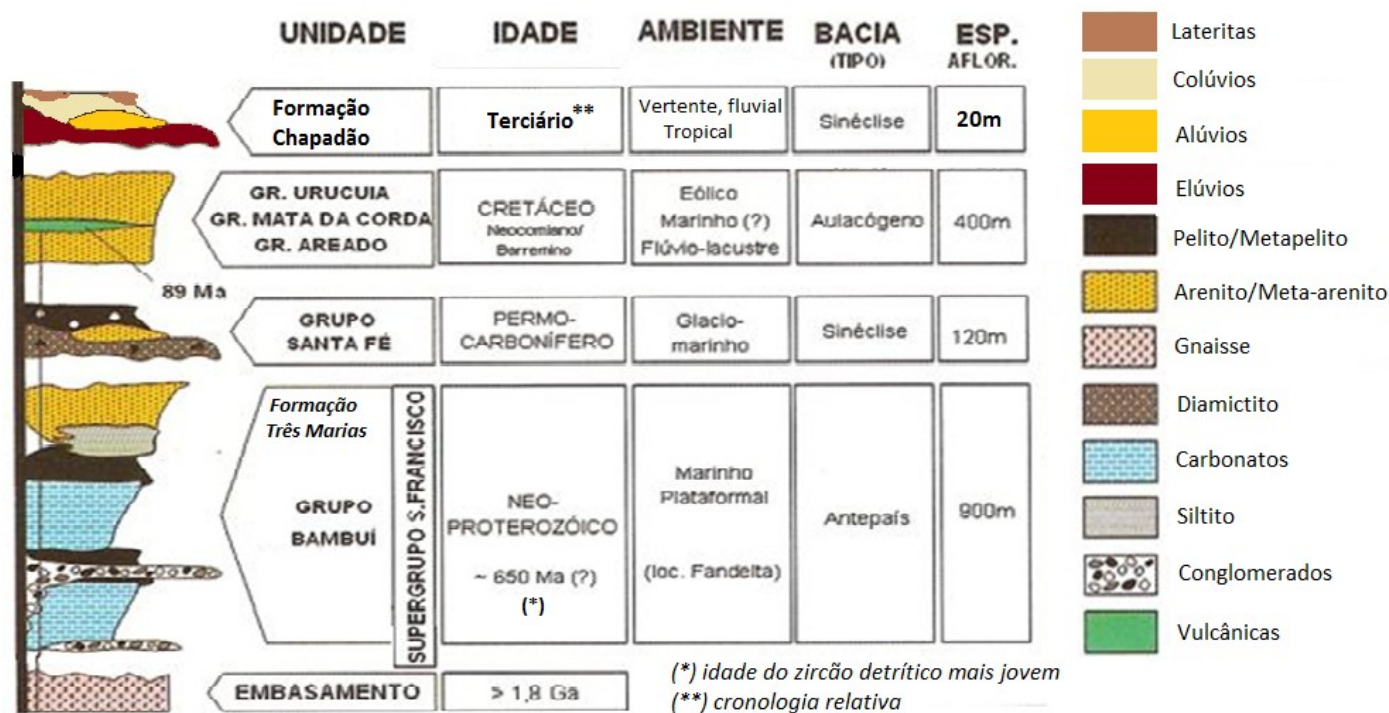 UNIDADE IDADE AMBIENTE BACIA (TIPO) ESP. AFLOR.
Formação
Chapadão
Terciário**
Vertente, fluvial
Tropical
Sinéclise
20m
GR. URUCUIA
GR. MATA DA CORDA
GR. AREADO
CRETÁCEO
Neocomiano/
Barremino
Eólico
Marinho (?)
Flúvio-lacustre
Aulacógeno
400m
89 Ma
GRUPO
SANTA FÉ
PERMO-
CARBONÍFERO
Glacio-
marinho
Sinéclise
120m
Formação
Três Marias
GRUPO
BAMBUÍ
SUPERGRUPO S.FRANCISCO
NEO-
PROTEROZÓICO
~ 650 Ma (?)
(*)
Marinho
Plataformal
(loc. Fandelta)
Antepaís
900m
EMBASAMENTO
> 1,8 Ga
(*) idade do zircão detrítico mais jovem
(**) cronologia relativa
Lateritas
Colúvios
Alúvios
Elúvios
Pelito/Metapelito
Arenito/Meta-arenito
Gnaisse
Diamictito
Carbonatos
Siltito
Conglomerados
Vulcânicas